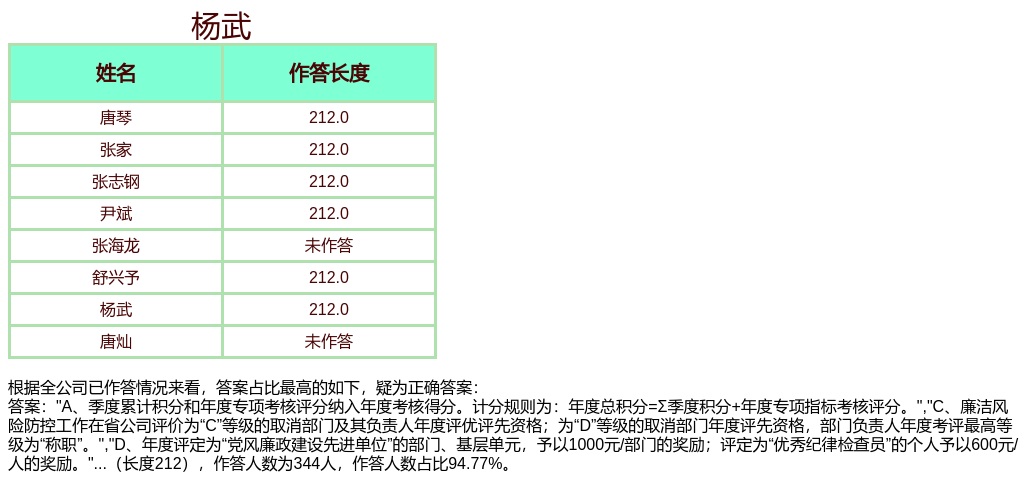 杨武
姓名 作答长度
唐琴 212.0
张家 212.0
张志钢 212.0
尹斌 212.0
张海龙 未作答
舒兴予 212.0
杨武 212.0
唐灿 未作答
根据全公司已作答情况来看，答案占比最高的如下，疑为正确答案：
答案："A、季度累计积分和年度专项考核评分纳入年度考核得分。计分规则为：年度总积分=Σ季度积分+年度专项指标考核评分。","C、廉洁风
险防控工作在省公司评价为“C”等级的取消部门及其负责人年度评优评先资格；为“D”等级的取消部门年度评先资格，部门负责人年度考评最高等
级为“称职”。","D、年度评定为“党风廉政建设先进单位”的部门、基层单元，予以1000元/部门的奖励；评定为“优秀纪律检查员”的个人予以600元/
人的奖励。"...（长度212），作答人数为344人，作答人数占比94.77%。